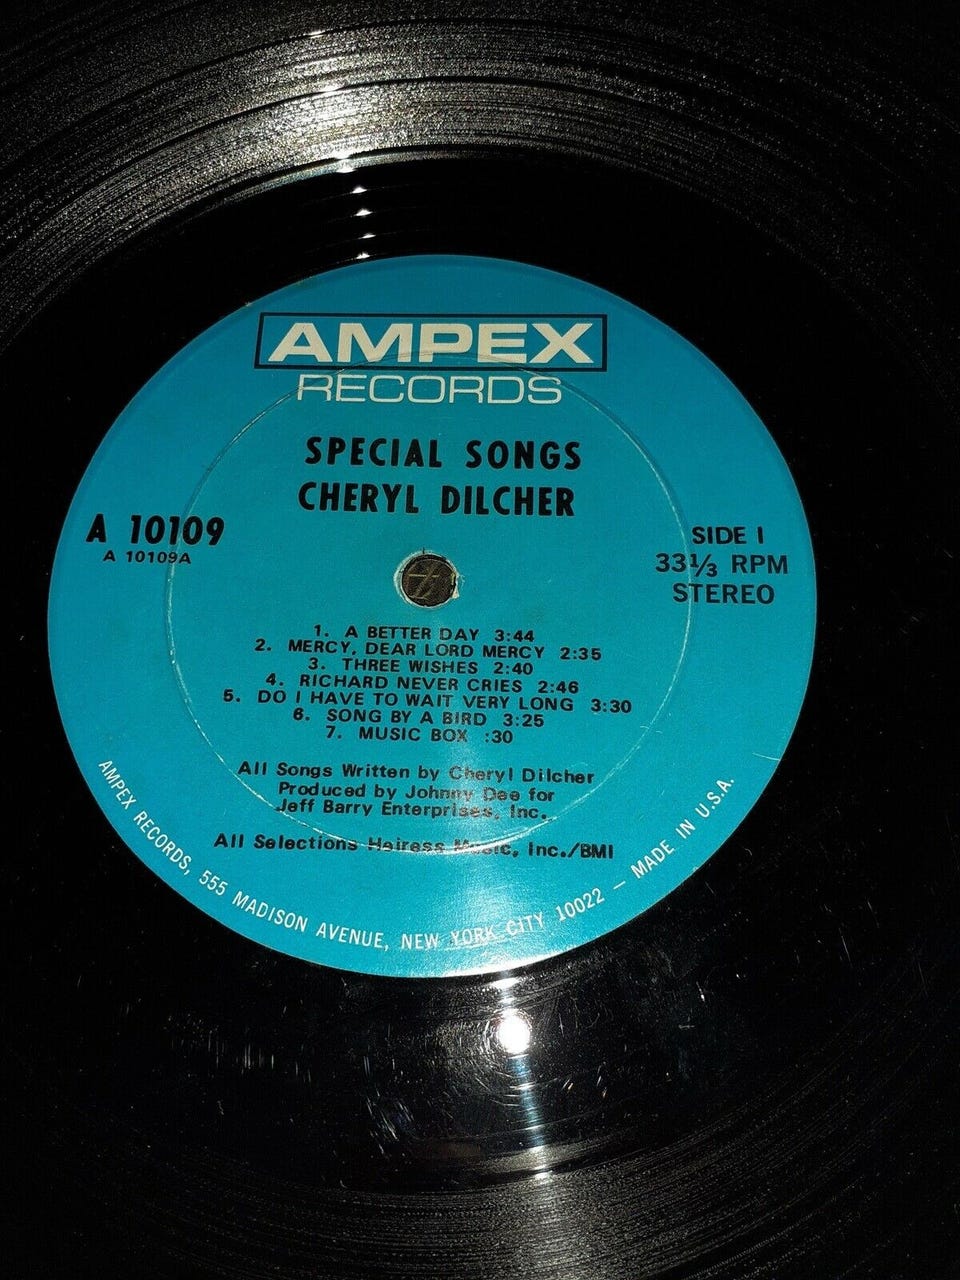 AMPEX
RECORDS
SPECIAL SONGS
CHERYL DILCHER
A 10109
A 10109A
SIDE I
33⅓ RPM
STEREO
1. A BETTER DAY 3:44
2. MERCY, DEAR LORD MERCY 2:35
3. THREE WISHES 2:40
4. RICHARD NEVER CRIES 2:46
5. DO I HAVE TO WAIT VERY LONG 3:30
6. SONG BY A BIRD 3:25
7. MUSIC BOX :30
All Songs Written by Cheryl Dilcher
Produced by Johnny Dee for
Jeff Barry Enterprises, Inc.
All Selections Heiress Music, Inc./BMI
AMPEX RECORDS, 555 MADISON AVENUE, NEW YORK CITY 10022 — MADE IN U.S.A.